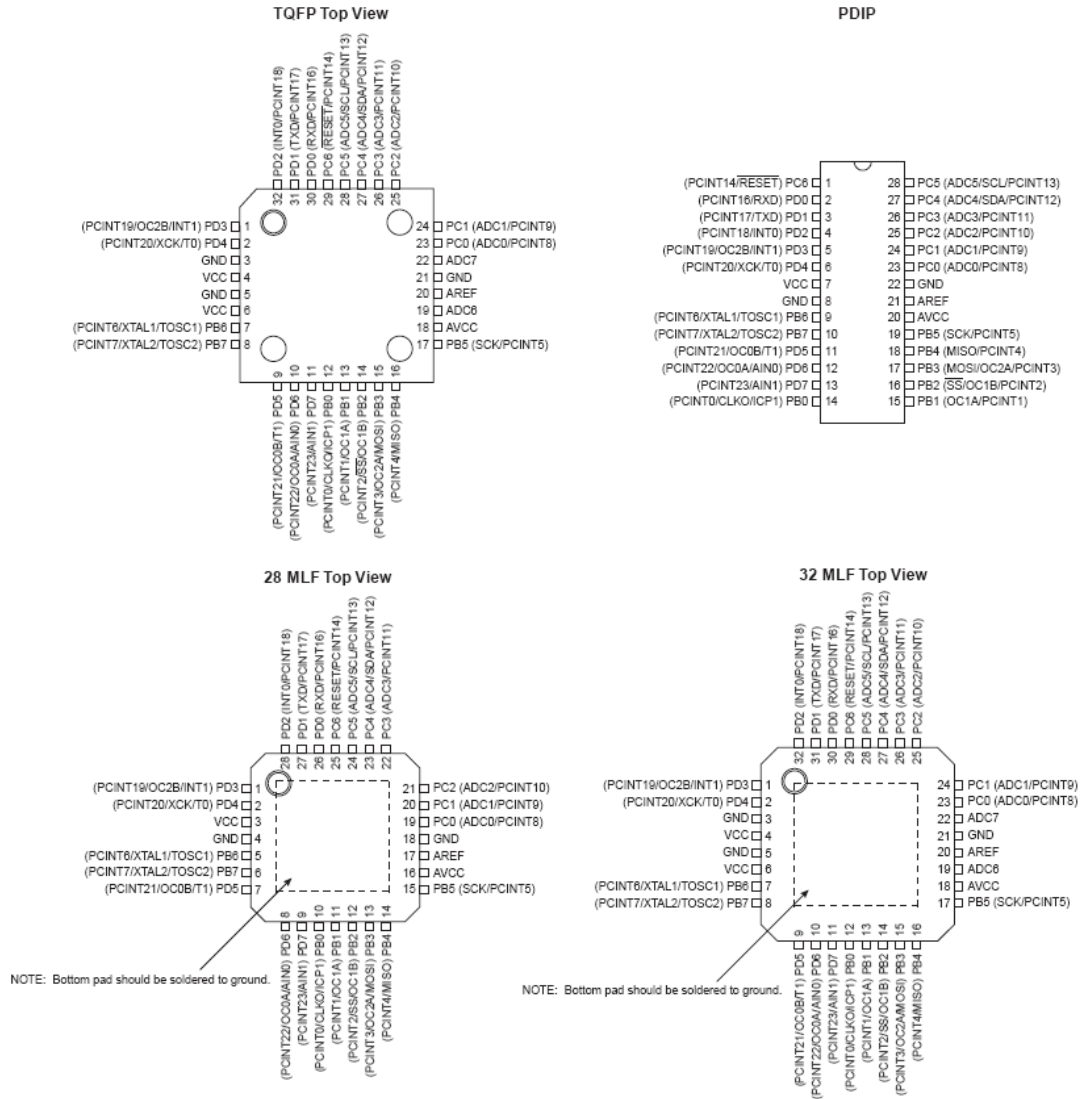 TQFP Top View
32 PD2 (INT0/PCINT18)
31 PD1 (TXD/PCINT17)
30 PD0 (RXD/PCINT16)
29 PC6 (RESET/PCINT14)
28 PC5 (ADC5/SCL/PCINT13)
27 PC4 (ADC4/SDA/PCINT12)
26 PC3 (ADC3/PCINT11)
25 PC2 (ADC2/PCINT10)
(PCINT19/OC2B/INT1) PD3 1
(PCINT20/XCK/T0) PD4 2
GND 3
VCC 4
GND 5
VCC 6
(PCINT6/XTAL1/TOSC1) PB6 7
(PCINT7/XTAL2/TOSC2) PB7 8
24 PC1 (ADC1/PCINT9)
23 PC0 (ADC0/PCINT8)
22 ADC7
21 GND
20 AREF
19 ADC6
18 AVCC
17 PB5 (SCK/PCINT5)
(PCINT21/OC0B/T1) PD5 9
(PCINT22/OC0A/AIN0) PD6 10
(PCINT23/AIN1) PD7 11
(PCINT0/CLKO/ICP1) PB0 12
(PCINT1/OC1A) PB1 13
(PCINT2/SS/OC1B) PB2 14
(PCINT3/OC2A/MOSI) PB3 15
(PCINT4/MISO) PB4 16
PDIP
(PCINT14/RESET) PC6 1
(PCINT16/RXD) PD0 2
(PCINT17/TXD) PD1 3
(PCINT18/INT0) PD2 4
(PCINT19/OC2B/INT1) PD3 5
(PCINT20/XCK/T0) PD4 6
VCC 7
GND 8
(PCINT6/XTAL1/TOSC1) PB6 9
(PCINT7/XTAL2/TOSC2) PB7 10
(PCINT21/OC0B/T1) PD5 11
(PCINT22/OC0A/AIN0) PD6 12
(PCINT23/AIN1) PD7 13
(PCINT0/CLKO/ICP1) PB0 14
28 PC5 (ADC5/SCL/PCINT13)
27 PC4 (ADC4/SDA/PCINT12)
26 PC3 (ADC3/PCINT11)
25 PC2 (ADC2/PCINT10)
24 PC1 (ADC1/PCINT9)
23 PC0 (ADC0/PCINT8)
22 GND
21 AREF
20 AVCC
19 PB5 (SCK/PCINT5)
18 PB4 (MISO/PCINT4)
17 PB3 (MOSI/OC2A/PCINT3)
16 PB2 (SS/OC1B/PCINT2)
15 PB1 (OC1A/PCINT1)
28 MLF Top View
28 PD2 (INT0/PCINT18)
27 PD1 (TXD/PCINT17)
26 PD0 (RXD/PCINT16)
25 PC6 (RESET/PCINT14)
24 PC5 (ADC5/SCL/PCINT13)
23 PC4 (ADC4/SDA/PCINT12)
22 PC3 (ADC3/PCINT11)
(PCINT19/OC2B/INT1) PD3 1
(PCINT20/XCK/T0) PD4 2
VCC 3
GND 4
(PCINT6/XTAL1/TOSC1) PB6 5
(PCINT7/XTAL2/TOSC2) PB7 6
(PCINT21/OC0B/T1) PD5 7
21 PC2 (ADC2/PCINT10)
20 PC1 (ADC1/PCINT9)
19 PC0 (ADC0/PCINT8)
18 GND
17 AREF
16 AVCC
15 PB5 (SCK/PCINT5)
(PCINT22/OC0A/AIN0) PD6 8
(PCINT23/AIN1) PD7 9
(PCINT0/CLKO/ICP1) PB0 10
(PCINT1/OC1A) PB1 11
(PCINT2/SS/OC1B) PB2 12
(PCINT3/OC2A/MOSI) PB3 13
(PCINT4/MISO) PB4 14
NOTE: Bottom pad should be soldered to ground.
32 MLF Top View
32 PD2 (INT0/PCINT18)
31 PD1 (TXD/PCINT17)
30 PD0 (RXD/PCINT16)
29 PC6 (RESET/PCINT14)
28 PC5 (ADC5/SCL/PCINT13)
27 PC4 (ADC4/SDA/PCINT12)
26 PC3 (ADC3/PCINT11)
25 PC2 (ADC2/PCINT10)
(PCINT19/OC2B/INT1) PD3 1
(PCINT20/XCK/T0) PD4 2
GND 3
VCC 4
GND 5
VCC 6
(PCINT6/XTAL1/TOSC1) PB6 7
(PCINT7/XTAL2/TOSC2) PB7 8
24 PC1 (ADC1/PCINT9)
23 PC0 (ADC0/PCINT8)
22 ADC7
21 GND
20 AREF
19 ADC6
18 AVCC
17 PB5 (SCK/PCINT5)
(PCINT21/OC0B/T1) PD5 9
(PCINT22/OC0A/AIN0) PD6 10
(PCINT23/AIN1) PD7 11
(PCINT0/CLKO/ICP1) PB0 12
(PCINT1/OC1A) PB1 13
(PCINT2/SS/OC1B) PB2 14
(PCINT3/OC2A/MOSI) PB3 15
(PCINT4/MISO) PB4 16
NOTE: Bottom pad should be soldered to ground.